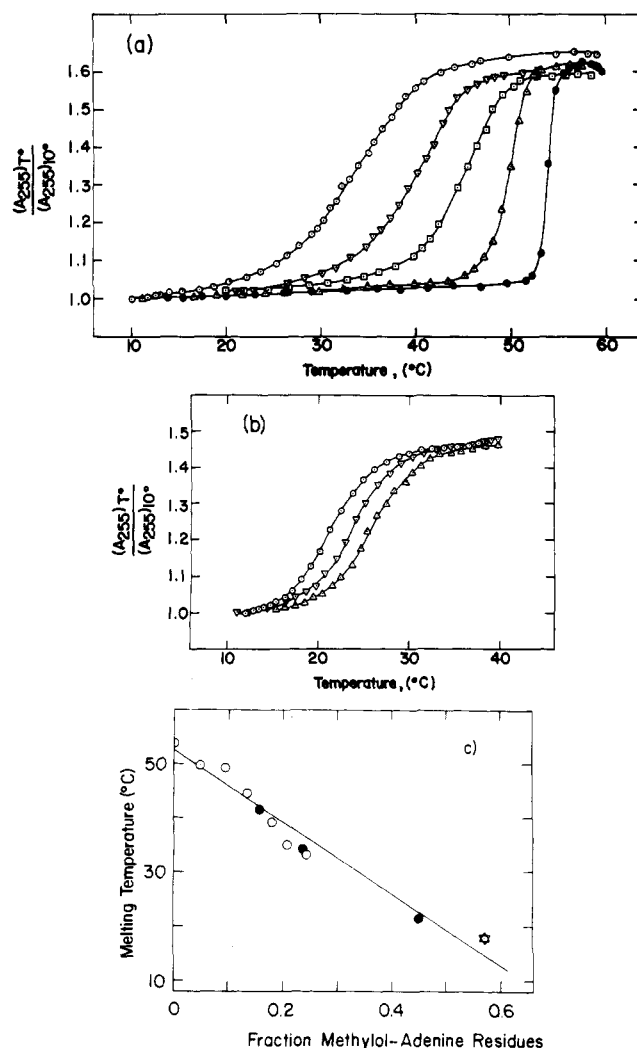 (a)
1.6
1.5
1.4
1.3
1.2
1.1
1.0
(A255)T°
(A255)10°
10 20 30 40 50 60
Temperature, (°C)
(b)
1.5
1.4
1.3
1.2
1.1
1.0
(A255)T°
(A255)10°
10 20 30 40
Temperature, (°C)
c)
50
30
10
Melting Temperature (°C)
0 0.2 0.4 0.6
Fraction Methylol-Adenine Residues